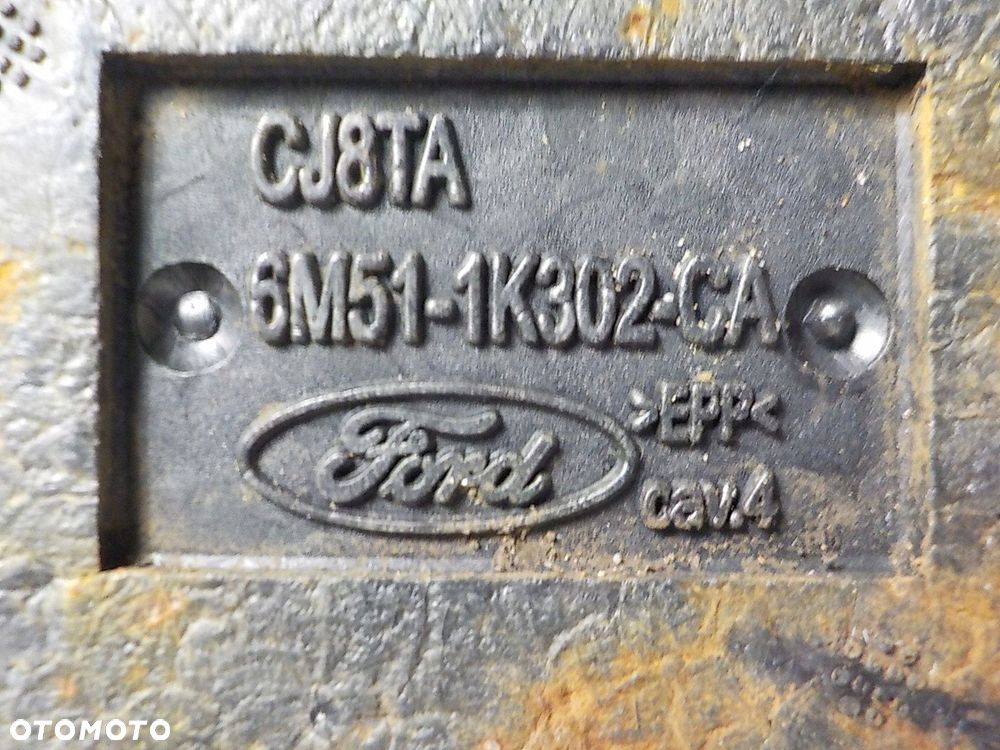 CJ8TA
6M51-1K302-CA
Ford
>EPP<
cav.4
OTOMOTO